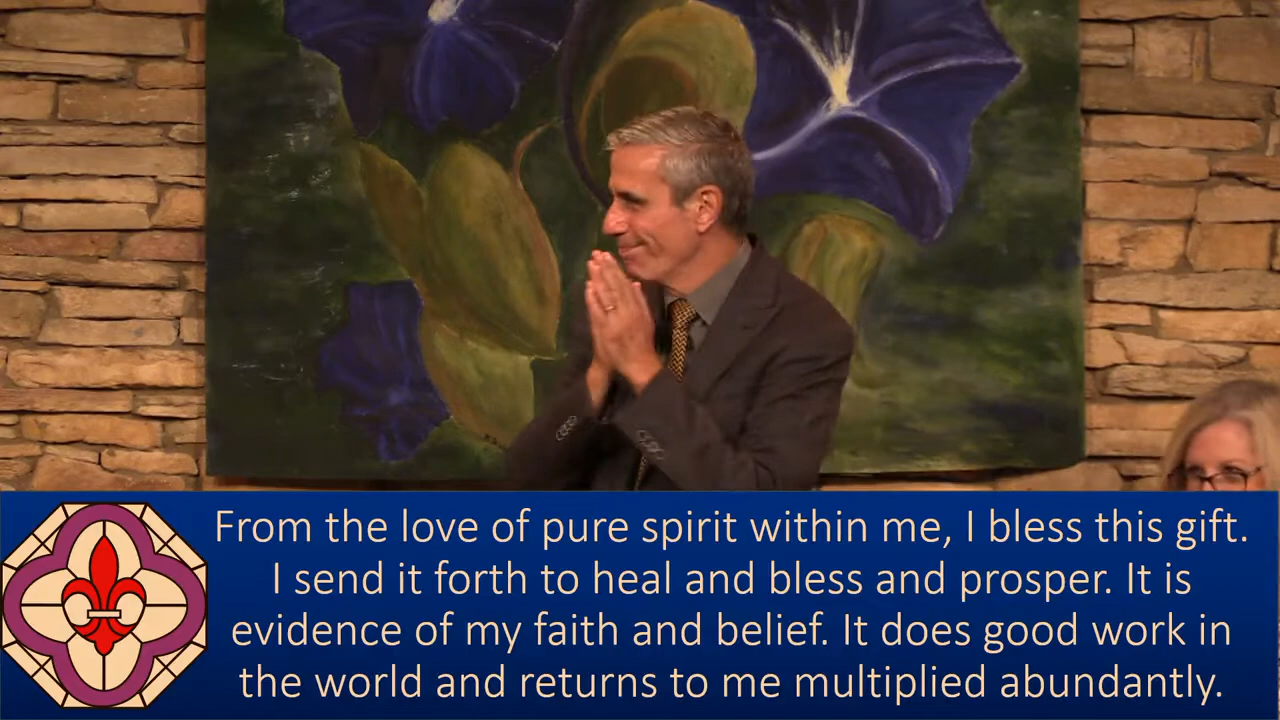 From the love of pure spirit within me, I bless this gift.
I send it forth to heal and bless and prosper. It is
evidence of my faith and belief. It does good work in
the world and returns to me multiplied abundantly.